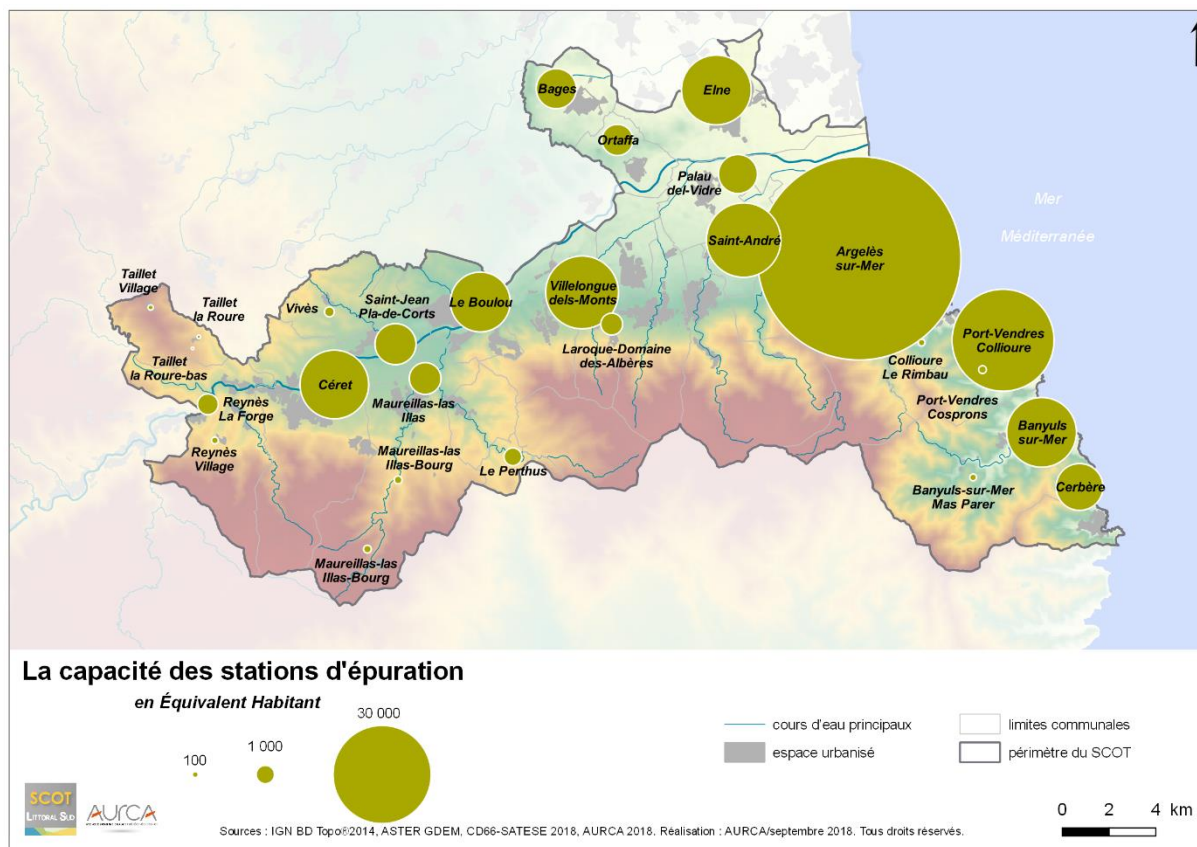 Bages
Elne
Ortaffa
Palau
del-Vidre
Mer
Méditerranée
Saint-André
Argelès
sur-Mer
Taillet
Village
Taillet
la Roure
Vivès
Saint-Jean
Pla-de-Corts
Le Boulou
Villelongue
dels-Monts
Port-Vendres
Collioure
Taillet
la Roure-bas
Laroque-Domaine
des-Albères
Collioure
Le Rimbau
Céret
Reynès
La Forge
Maureillas-las
Illas
Port-Vendres
Cosprons
Banyuls
sur-Mer
Reynès
Village
Maureillas-las
Illas-Bourg
Le Perthus
Banyuls-sur-Mer
Mas Parer
Cerbère
Maureillas-las
Illas-Bourg
La capacité des stations d'épuration
en Équivalent Habitant
100
1 000
30 000
cours d'eau principaux
espace urbanisé
limites communales
périmètre du SCOT
SCOT
LITTORAL SUD
AURCA
0 2 4 km
Sources : IGN BD Topo®2014, ASTER GDEM, CD66-SATESE 2018, AURCA 2018. Réalisation : AURCA/septembre 2018. Tous droits réservés.